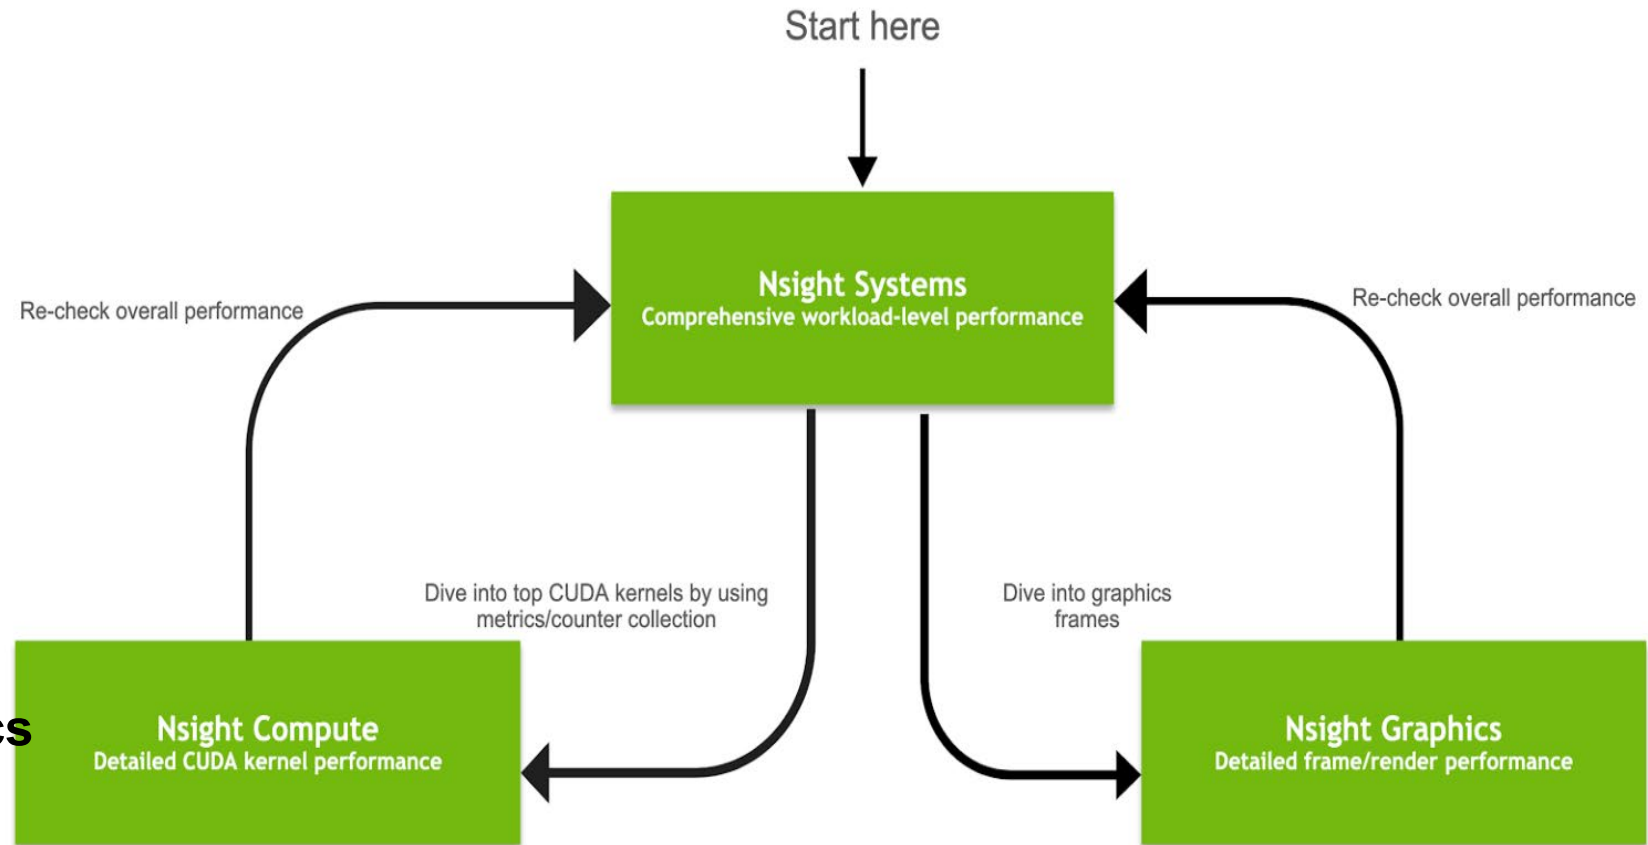 Start here
Nsight Systems
Comprehensive workload-level performance
Re-check overall performance
Re-check overall performance
Dive into top CUDA kernels by using
metrics/counter collection
Dive into graphics
frames
Nsight Compute
Detailed CUDA kernel performance
Nsight Graphics
Detailed frame/render performance